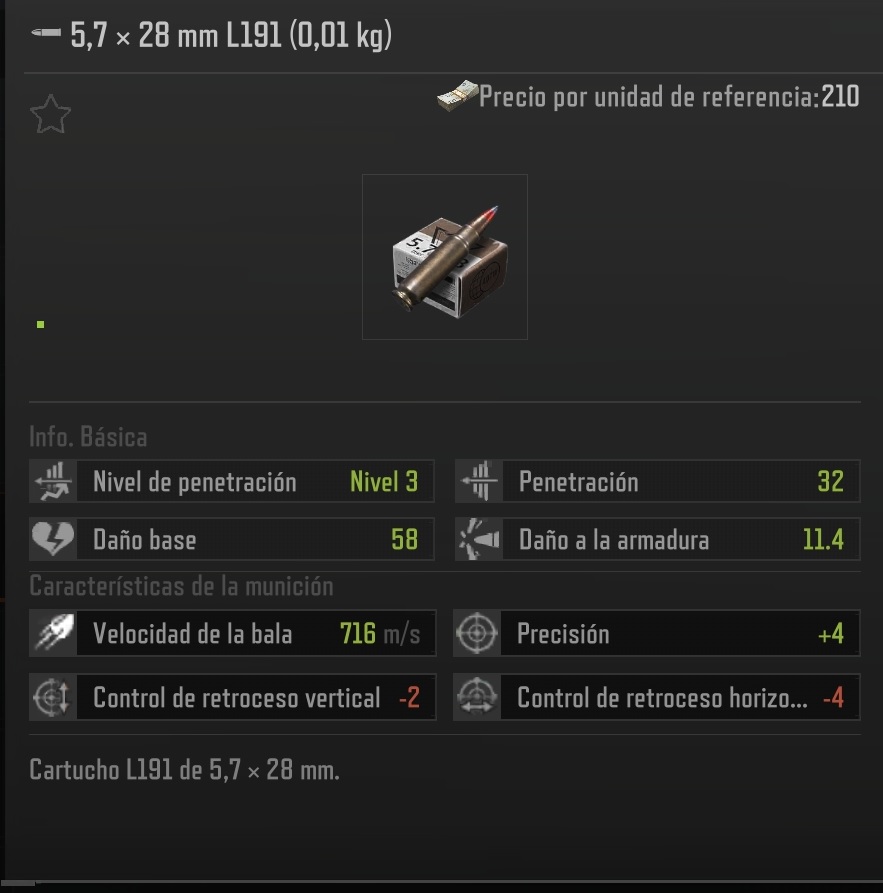 5,7 × 28 mm L191 (0,01 kg)
Precio por unidad de referencia:210
5.7
Info. Básica
Nivel de penetración Nivel 3
Penetración 32
Daño base 58
Daño a la armadura 11.4
Características de la munición
Velocidad de la bala 716 m/s
Precisión +4
Control de retroceso vertical -2
Control de retroceso horizo... -4
Cartucho L191 de 5,7 × 28 mm.